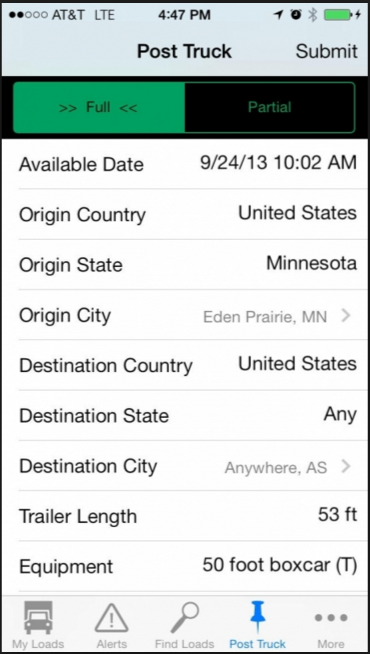 ●●○○○ AT&T LTE 4:47 PM
Post Truck Submit
>> Full << Partial
Available Date 9/24/13 10:02 AM
Origin Country United States
Origin State Minnesota
Origin City Eden Prairie, MN >
Destination Country United States
Destination State Any
Destination City Anywhere, AS >
Trailer Length 53 ft
Equipment 50 foot boxcar (T)
My Loads Alerts Find Loads Post Truck More